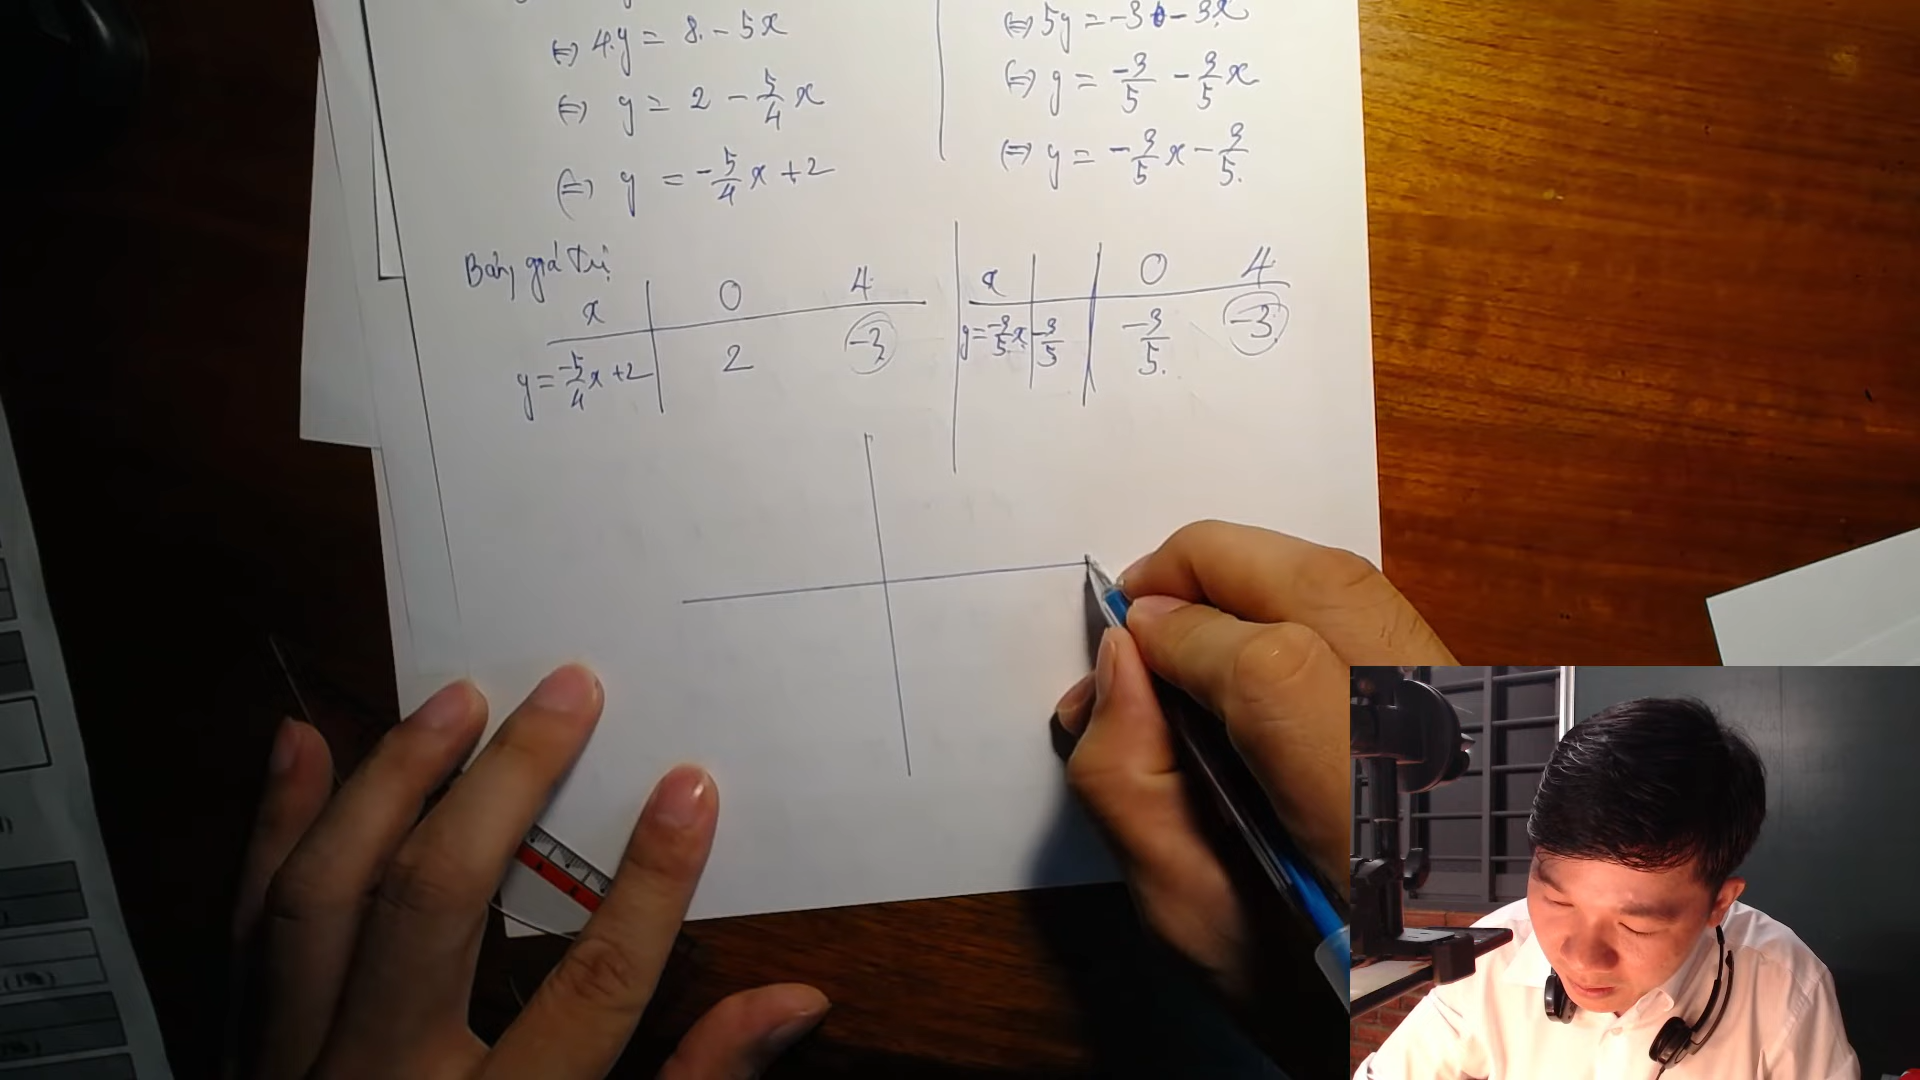 ⇔ 4.y = 8. - 5x
⇔ y = 2 - 5/4 x
⇔ y = -5/4 x + 2
⇔ 5y = -3 - 3x
⇔ y = -3/5 - 3/5 x
⇔ y = -3/5 x - 3/5.
Bảng giá trị
x 0 4
y = -5/4 x + 2 2 -3
x 0 4
y = -3/5 x - 3/5 -3/5. -3